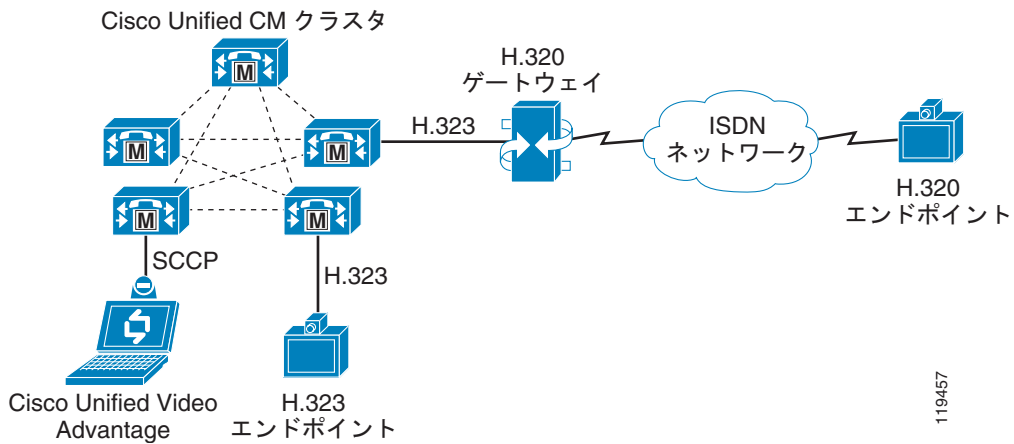 Cisco Unified CM クラスタ
M
M
M
M
M
H.323
H.320
ゲートウェイ
ISDN
ネットワーク
H.320
エンドポイント
SCCP
H.323
Cisco Unified Video
Advantage
H.323
エンドポイント
119457